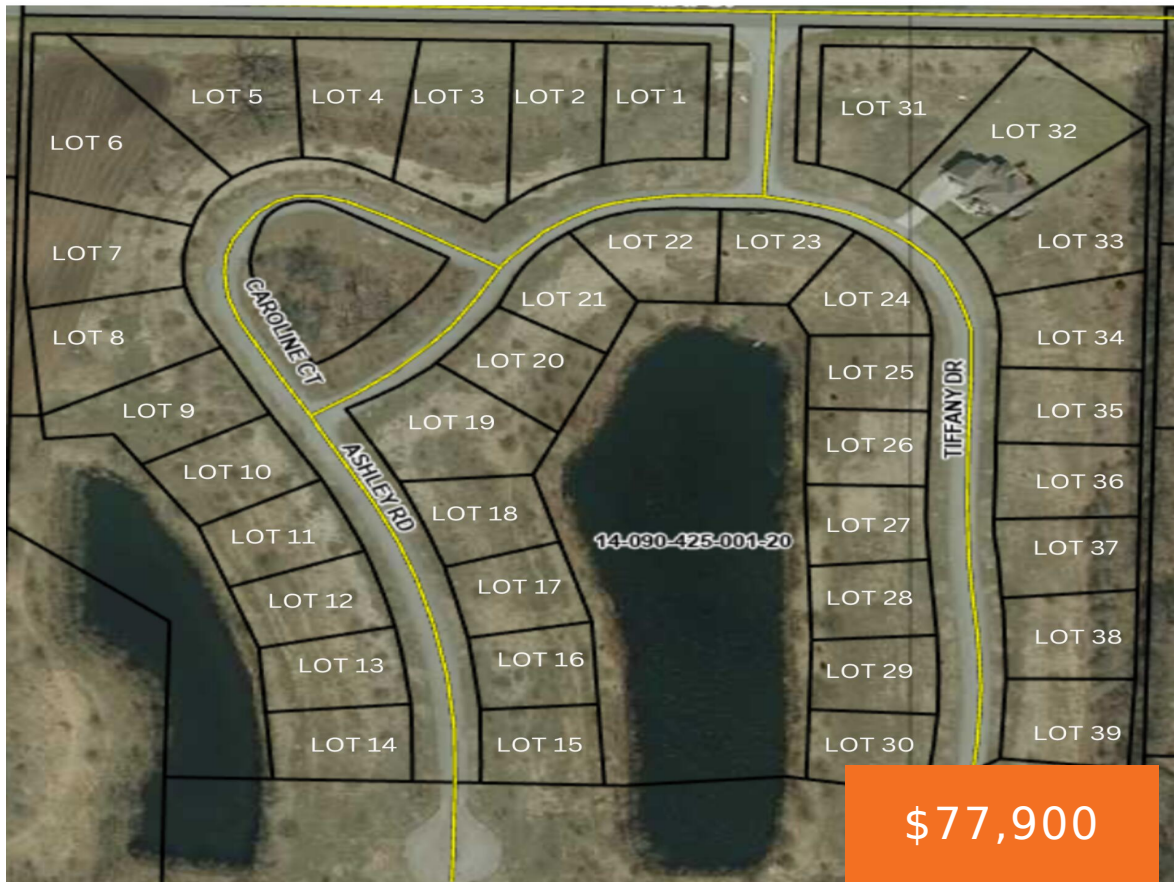 LOT 5
LOT 4
LOT 3
LOT 2
LOT 1
LOT 31
LOT 32
LOT 6
LOT 7
LOT 8
LOT 9
LOT 10
LOT 11
LOT 12
LOT 13
LOT 14
CAROLINE CT
ASHLEY RD
LOT 22
LOT 23
LOT 21
LOT 24
LOT 20
LOT 19
LOT 18
LOT 17
LOT 16
LOT 15
14-090-425-001-20
LOT 25
LOT 26
LOT 27
LOT 28
LOT 29
LOT 30
TIFFANY DR
LOT 33
LOT 34
LOT 35
LOT 36
LOT 37
LOT 38
LOT 39
$77,900